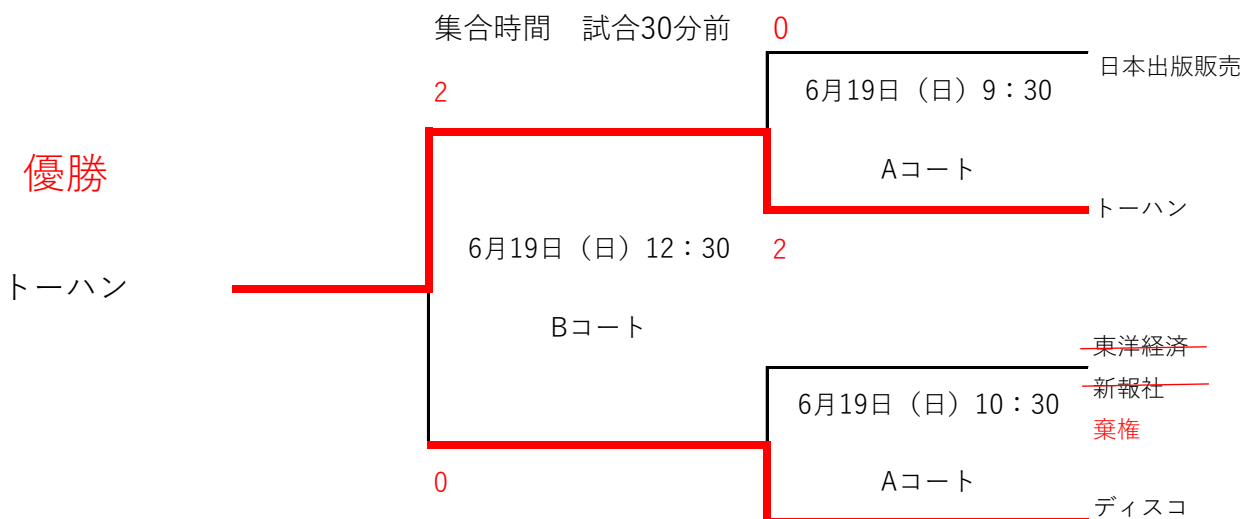 集合時間　試合30分前
0
日本出版販売
2
6月19日（日）9：30
優勝
Aコート
トーハン
6月19日（日）12：30
2
トーハン
Bコート
東洋経済
新報社
6月19日（日）10：30
棄権
0
Aコート
ディスコ